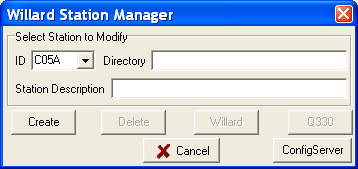 Willard Station Manager
Select Station to Modify
ID C05A Directory
Station Description
Create Delete Willard Q330
Cancel ConfigServer